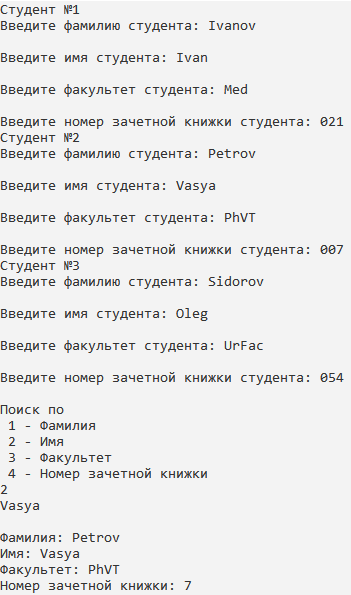 Студент №1
Введите фамилию студента: Ivanov
Введите имя студента: Ivan
Введите факультет студента: Med
Введите номер зачетной книжки студента: 021
Студент №2
Введите фамилию студента: Petrov
Введите имя студента: Vasya
Введите факультет студента: PhVT
Введите номер зачетной книжки студента: 007
Студент №3
Введите фамилию студента: Sidorov
Введите имя студента: Oleg
Введите факультет студента: UrFac
Введите номер зачетной книжки студента: 054
Поиск по
1 - Фамилия
2 - Имя
3 - Факультет
4 - Номер зачетной книжки
2
Vasya
Фамилия: Petrov
Имя: Vasya
Факультет: PhVT
Номер зачетной книжки: 7